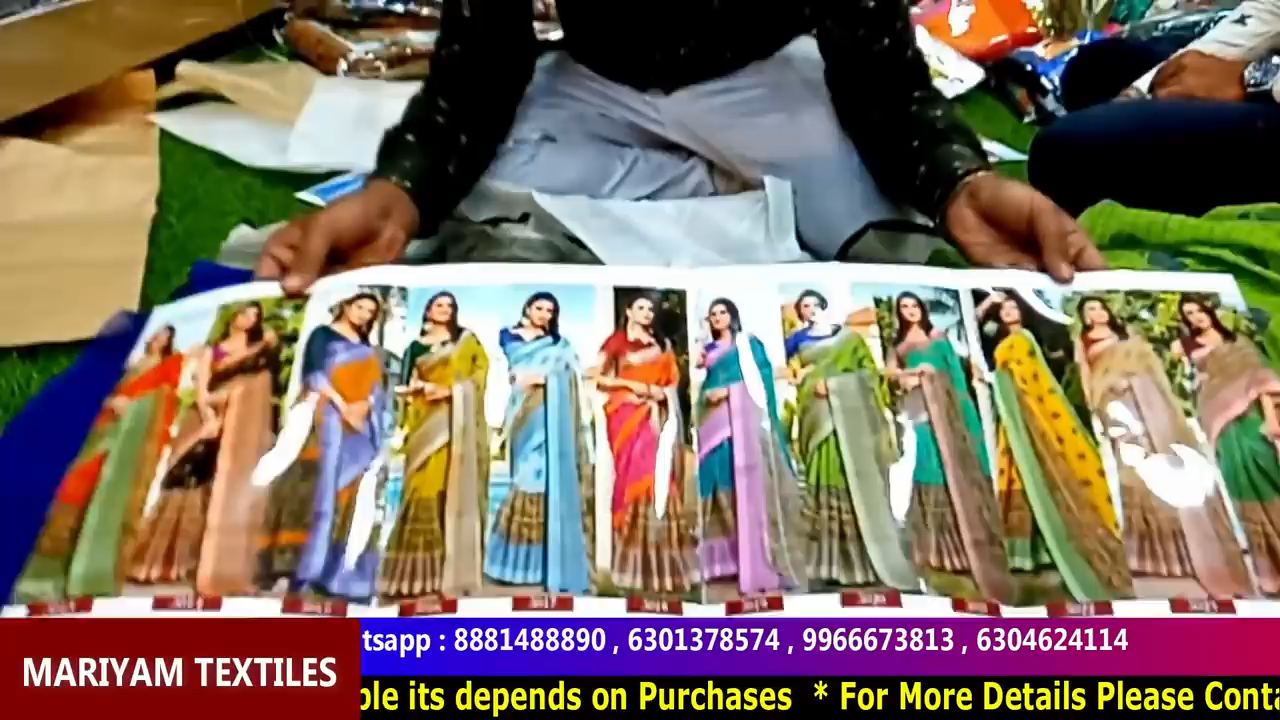 tsapp : 8881488890 , 6301378574 , 9966673813 , 6304624114
MARIYAM TEXTILES
ble its depends on Purchases * For More Details Please Conta